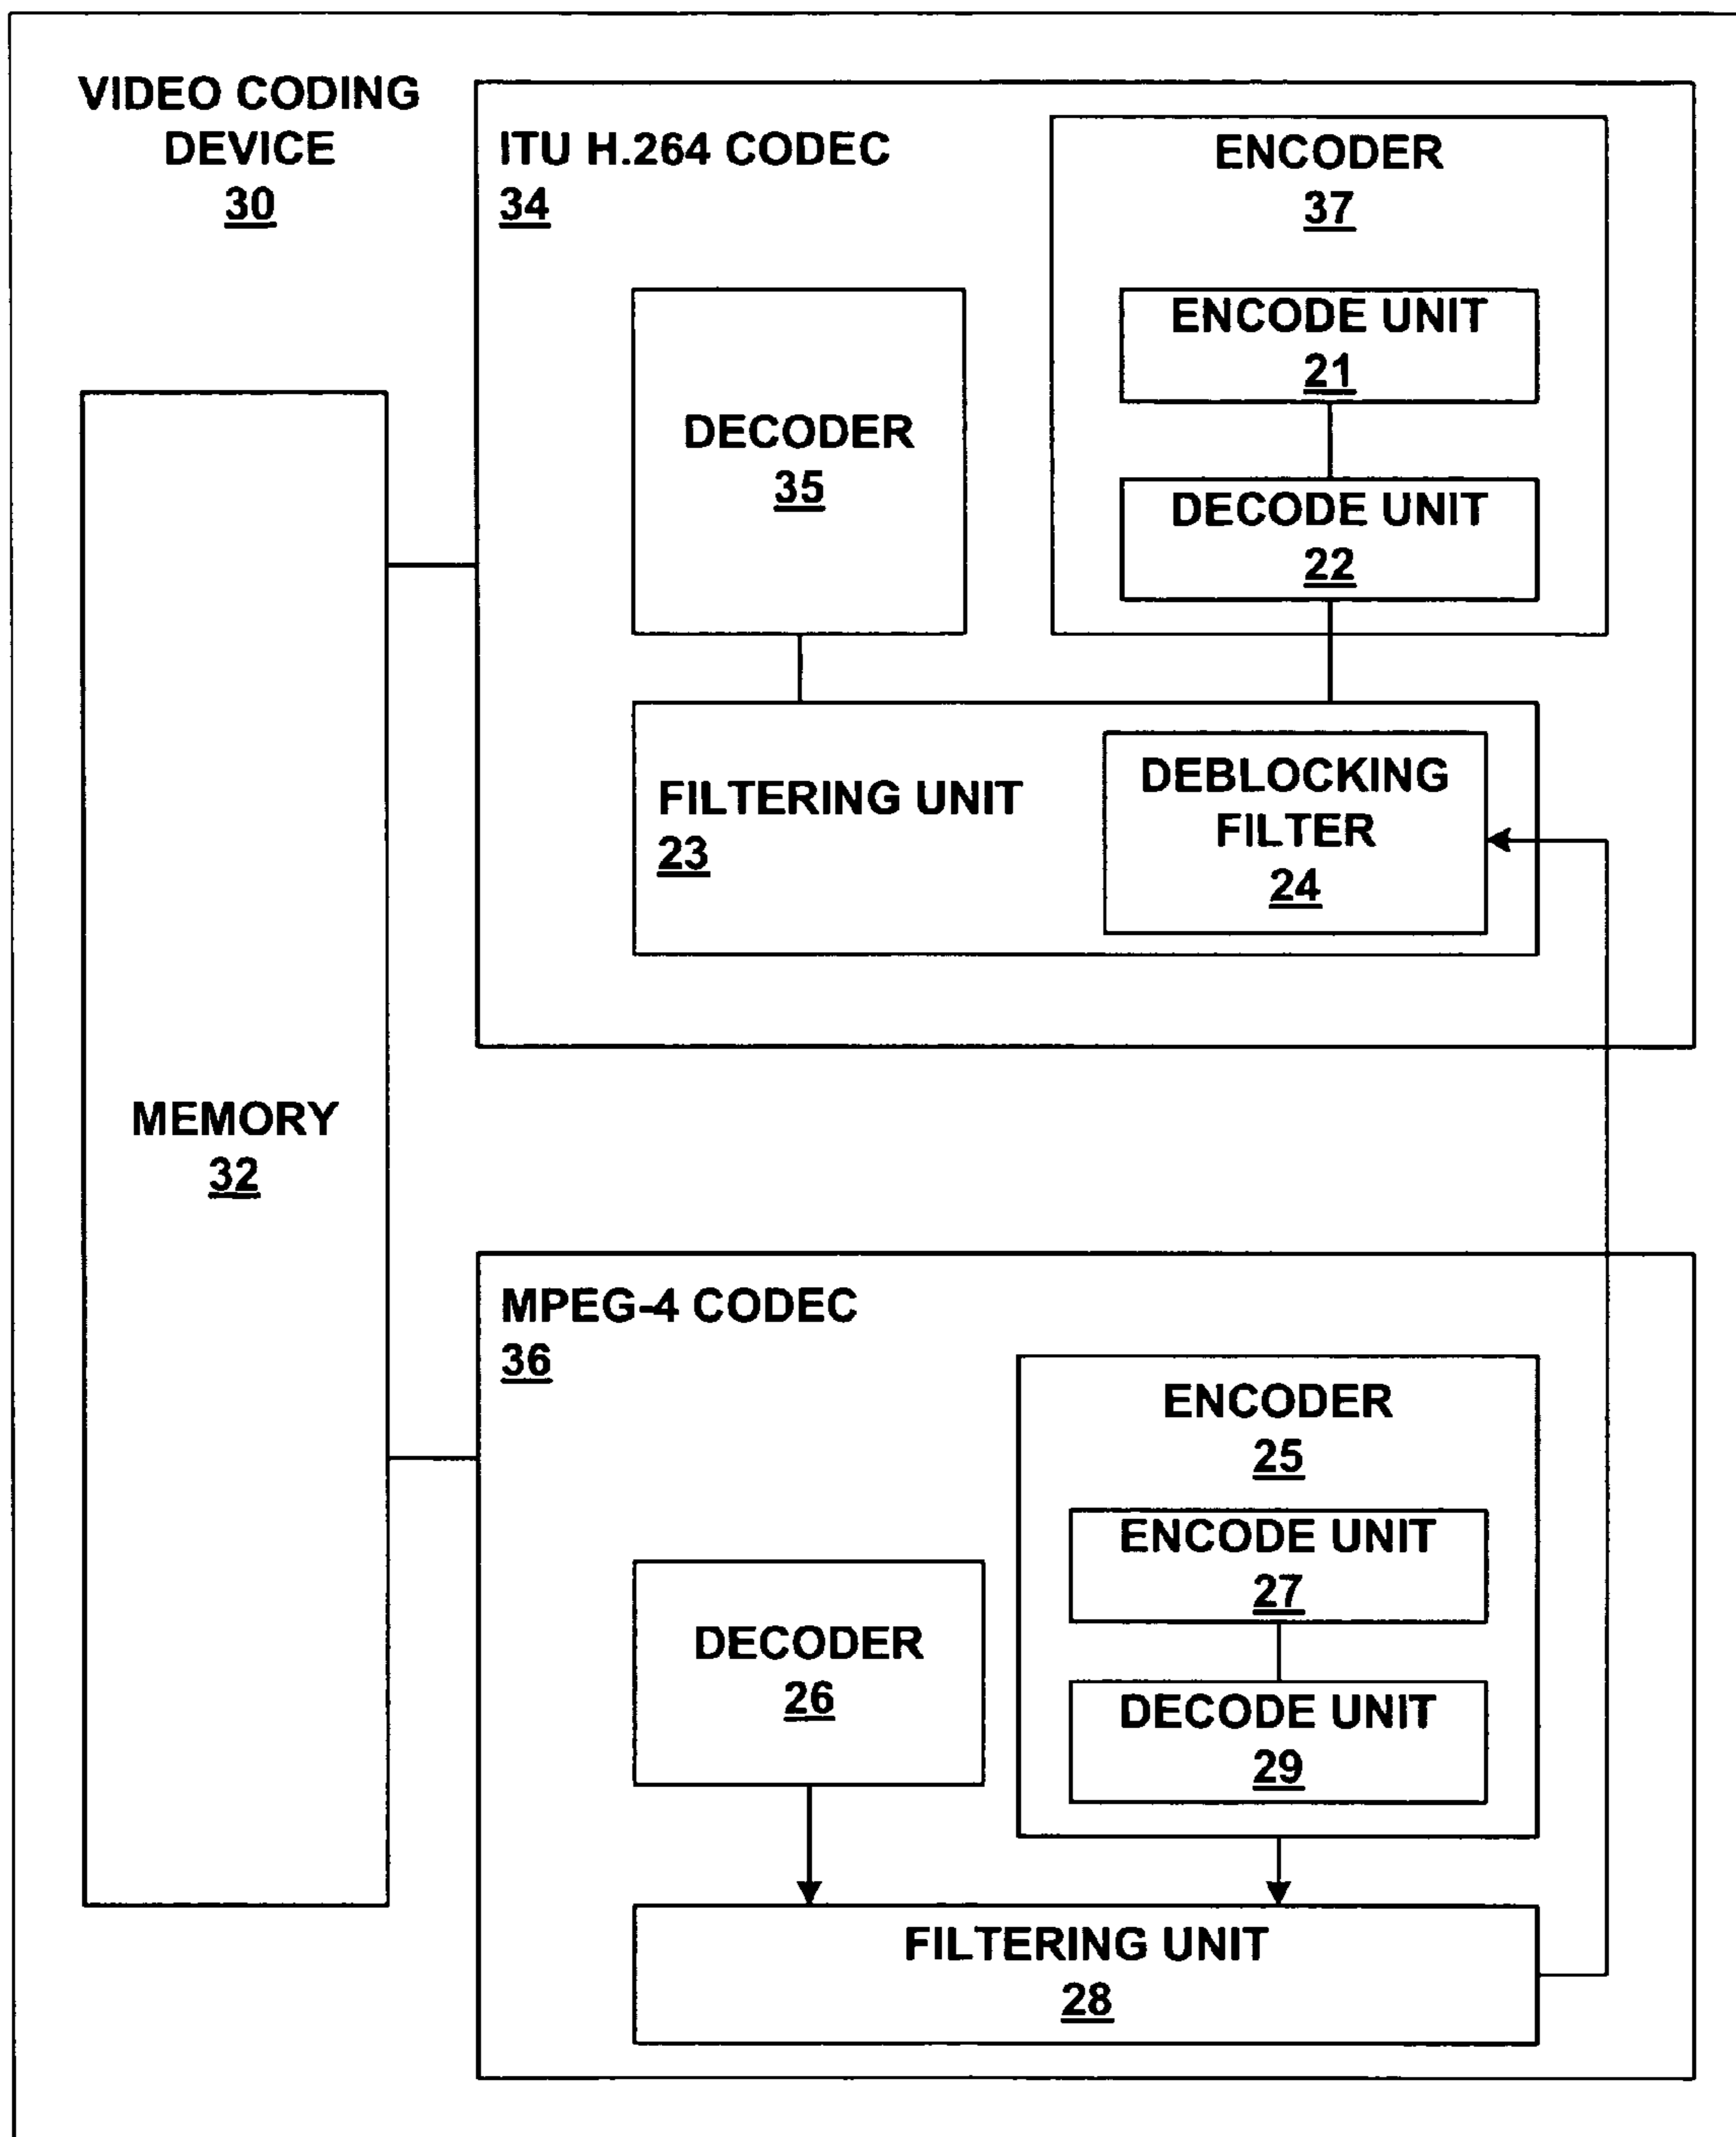 VIDEO CODING
DEVICE
30
ITU H.264 CODEC
34
ENCODER
37
ENCODE UNIT
21
DECODE UNIT
22
DECODER
35
FILTERING UNIT
23
DEBLOCKING
FILTER
24
MEMORY
32
MPEG-4 CODEC
36
ENCODER
25
ENCODE UNIT
27
DECODE UNIT
29
DECODER
26
FILTERING UNIT
28